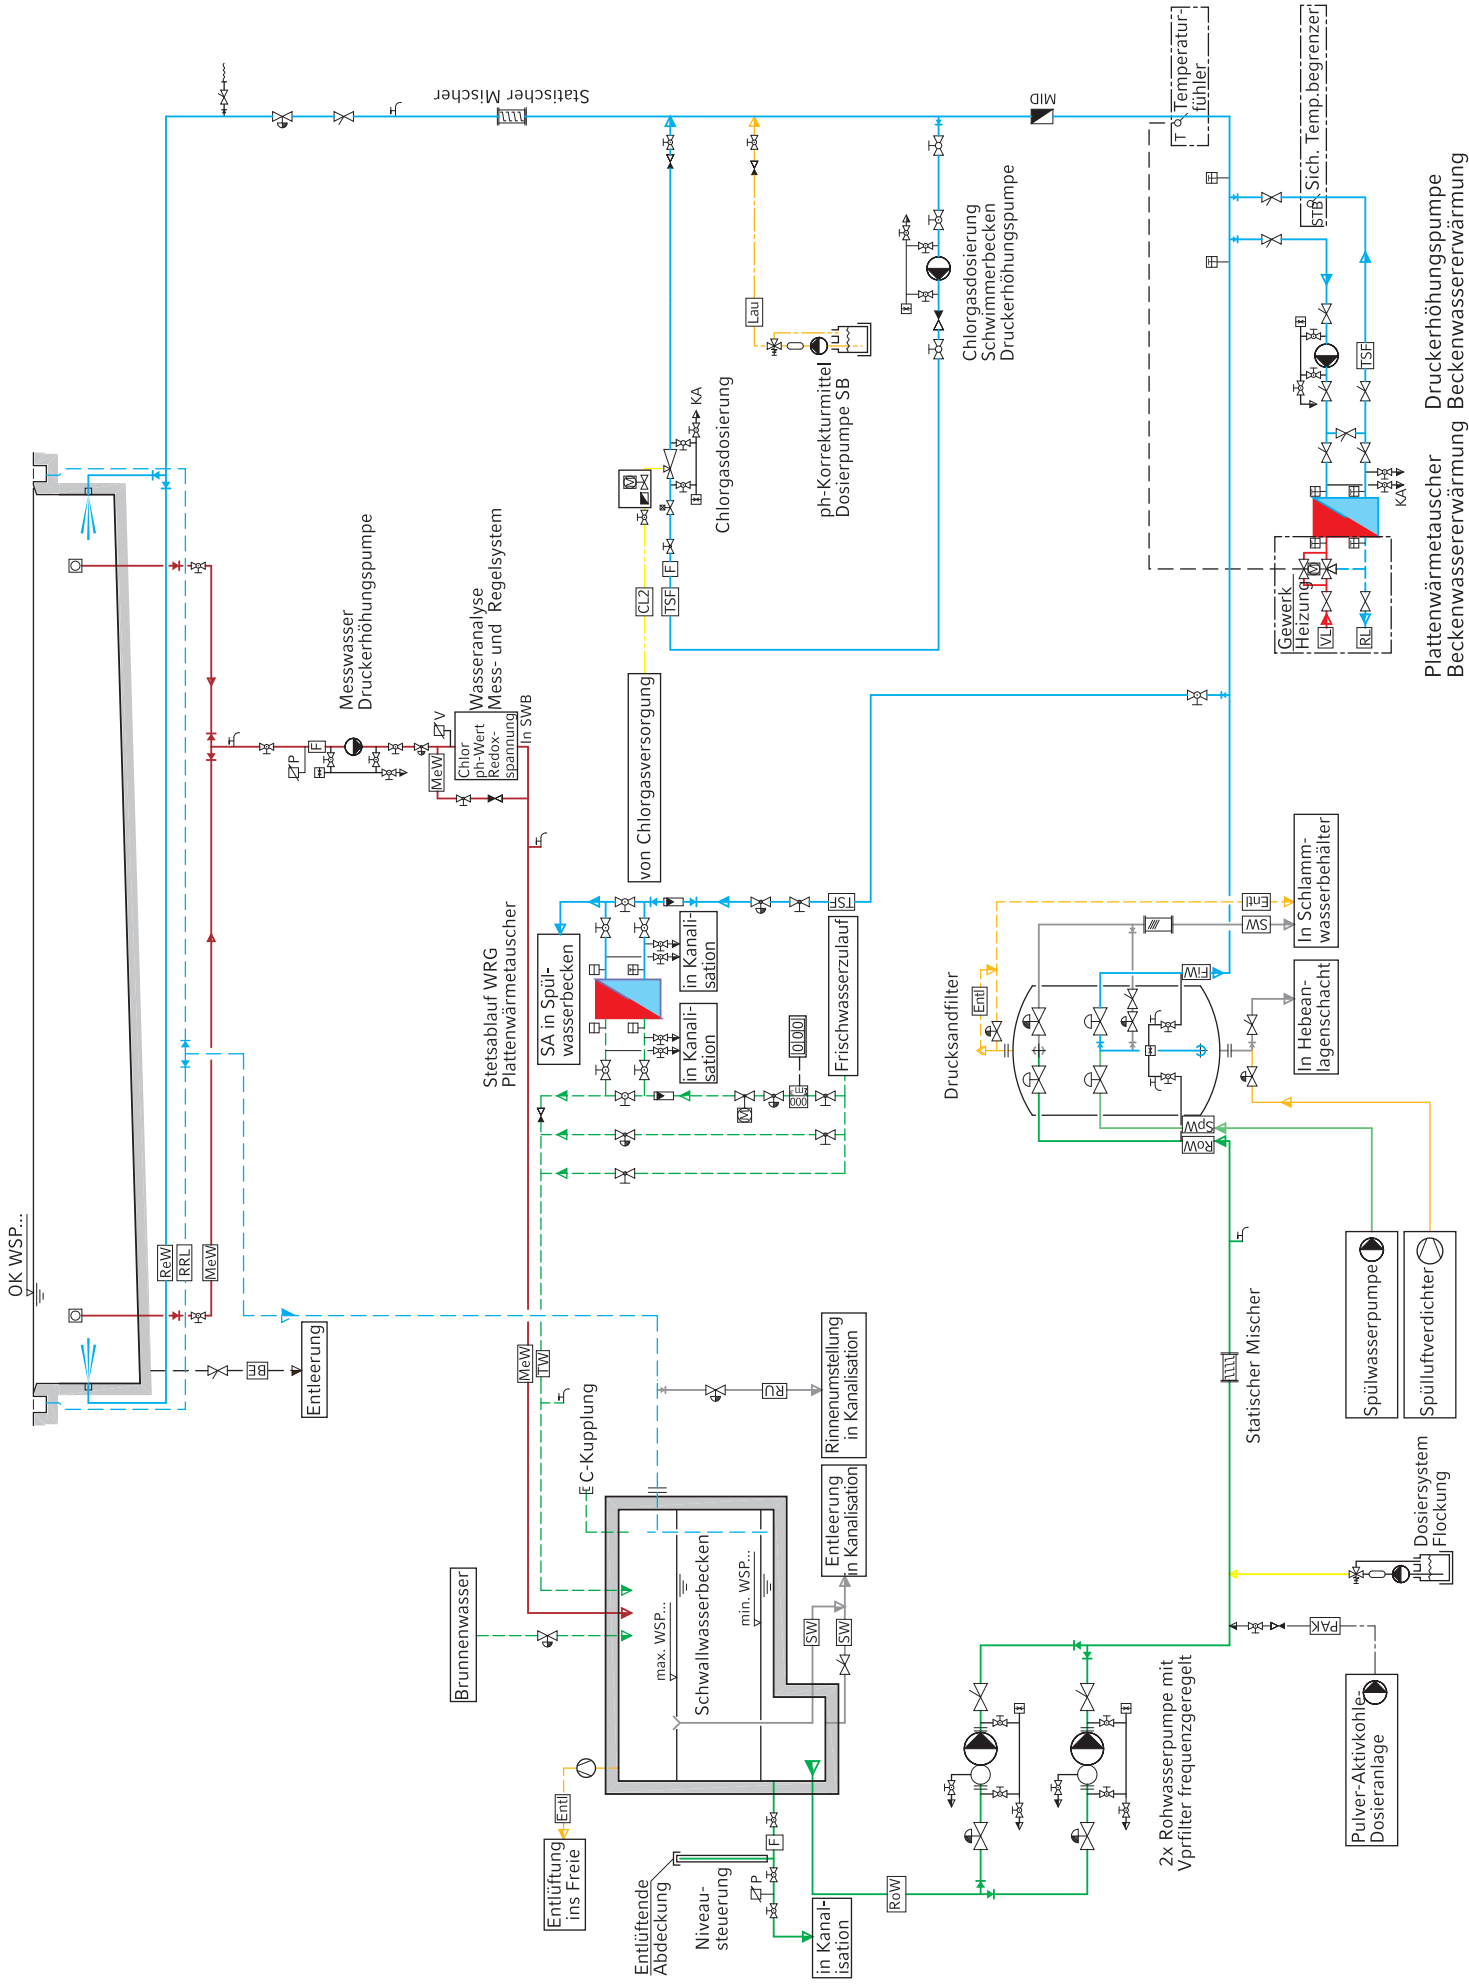 OK WSP...
ReW
RRL
MeW
BE
Entleerung
Statischer Mischer
Messwasser
Druckerhöhungspumpe
P
F
V
MeW
Wasseranalyse
Mess- und Regelsystem
Chlor
ph-Wert
Redox-
spannung
In SWB
Chlorgasdosierung
KA
M
CL2
F
TSF
von Chlorgasversorgung
Lau
ph-Korrekturmittel
Dosierpumpe SB
Chlorgasdosierung
Schwimmerbecken
Druckerhöhungspumpe
MID
T
Temperatur-
fühler
STB
Sich. Temp.begrenzer
TSF
KA
Gewerk
Heizung
M
VL
RL
Plattenwärmetauscher
Beckenwassererwärmung
Druckerhöhungspumpe
Beckenwassererwärmung
Stetsablauf WRG
Plattenwärmetauscher
SA in Spül-
wasserbecken
in Kanali-
sation
in Kanali-
sation
TSF
Frischwasserzulauf
M
000
m³
000
MeW
TW
C-Kupplung
RU
Rinnenumstellung
in Kanalisation
Entleerung
in Kanalisation
SW
SW
Brunnenwasser
max. WSP...
Schwallwasserbecken
min. WSP...
Entl
Entlüftung
ins Freie
Entlüftende
Abdeckung
Niveau-
steuerung
P
F
in Kanal-
isation
RoW
2x Rohwasserpumpe mit
Vprfilter frequenzgeregelt
Drucksandfilter
Entl
Entl
SW
FiW
SpW
RoW
In Schlamm-
wasserbehälter
In Hebean-
lagenschacht
Spülwasserpumpe
Spülluftverdichter
Statischer Mischer
Dosiersystem
Flockung
PAK
Pulver-Aktivkohle-
Dosieranlage